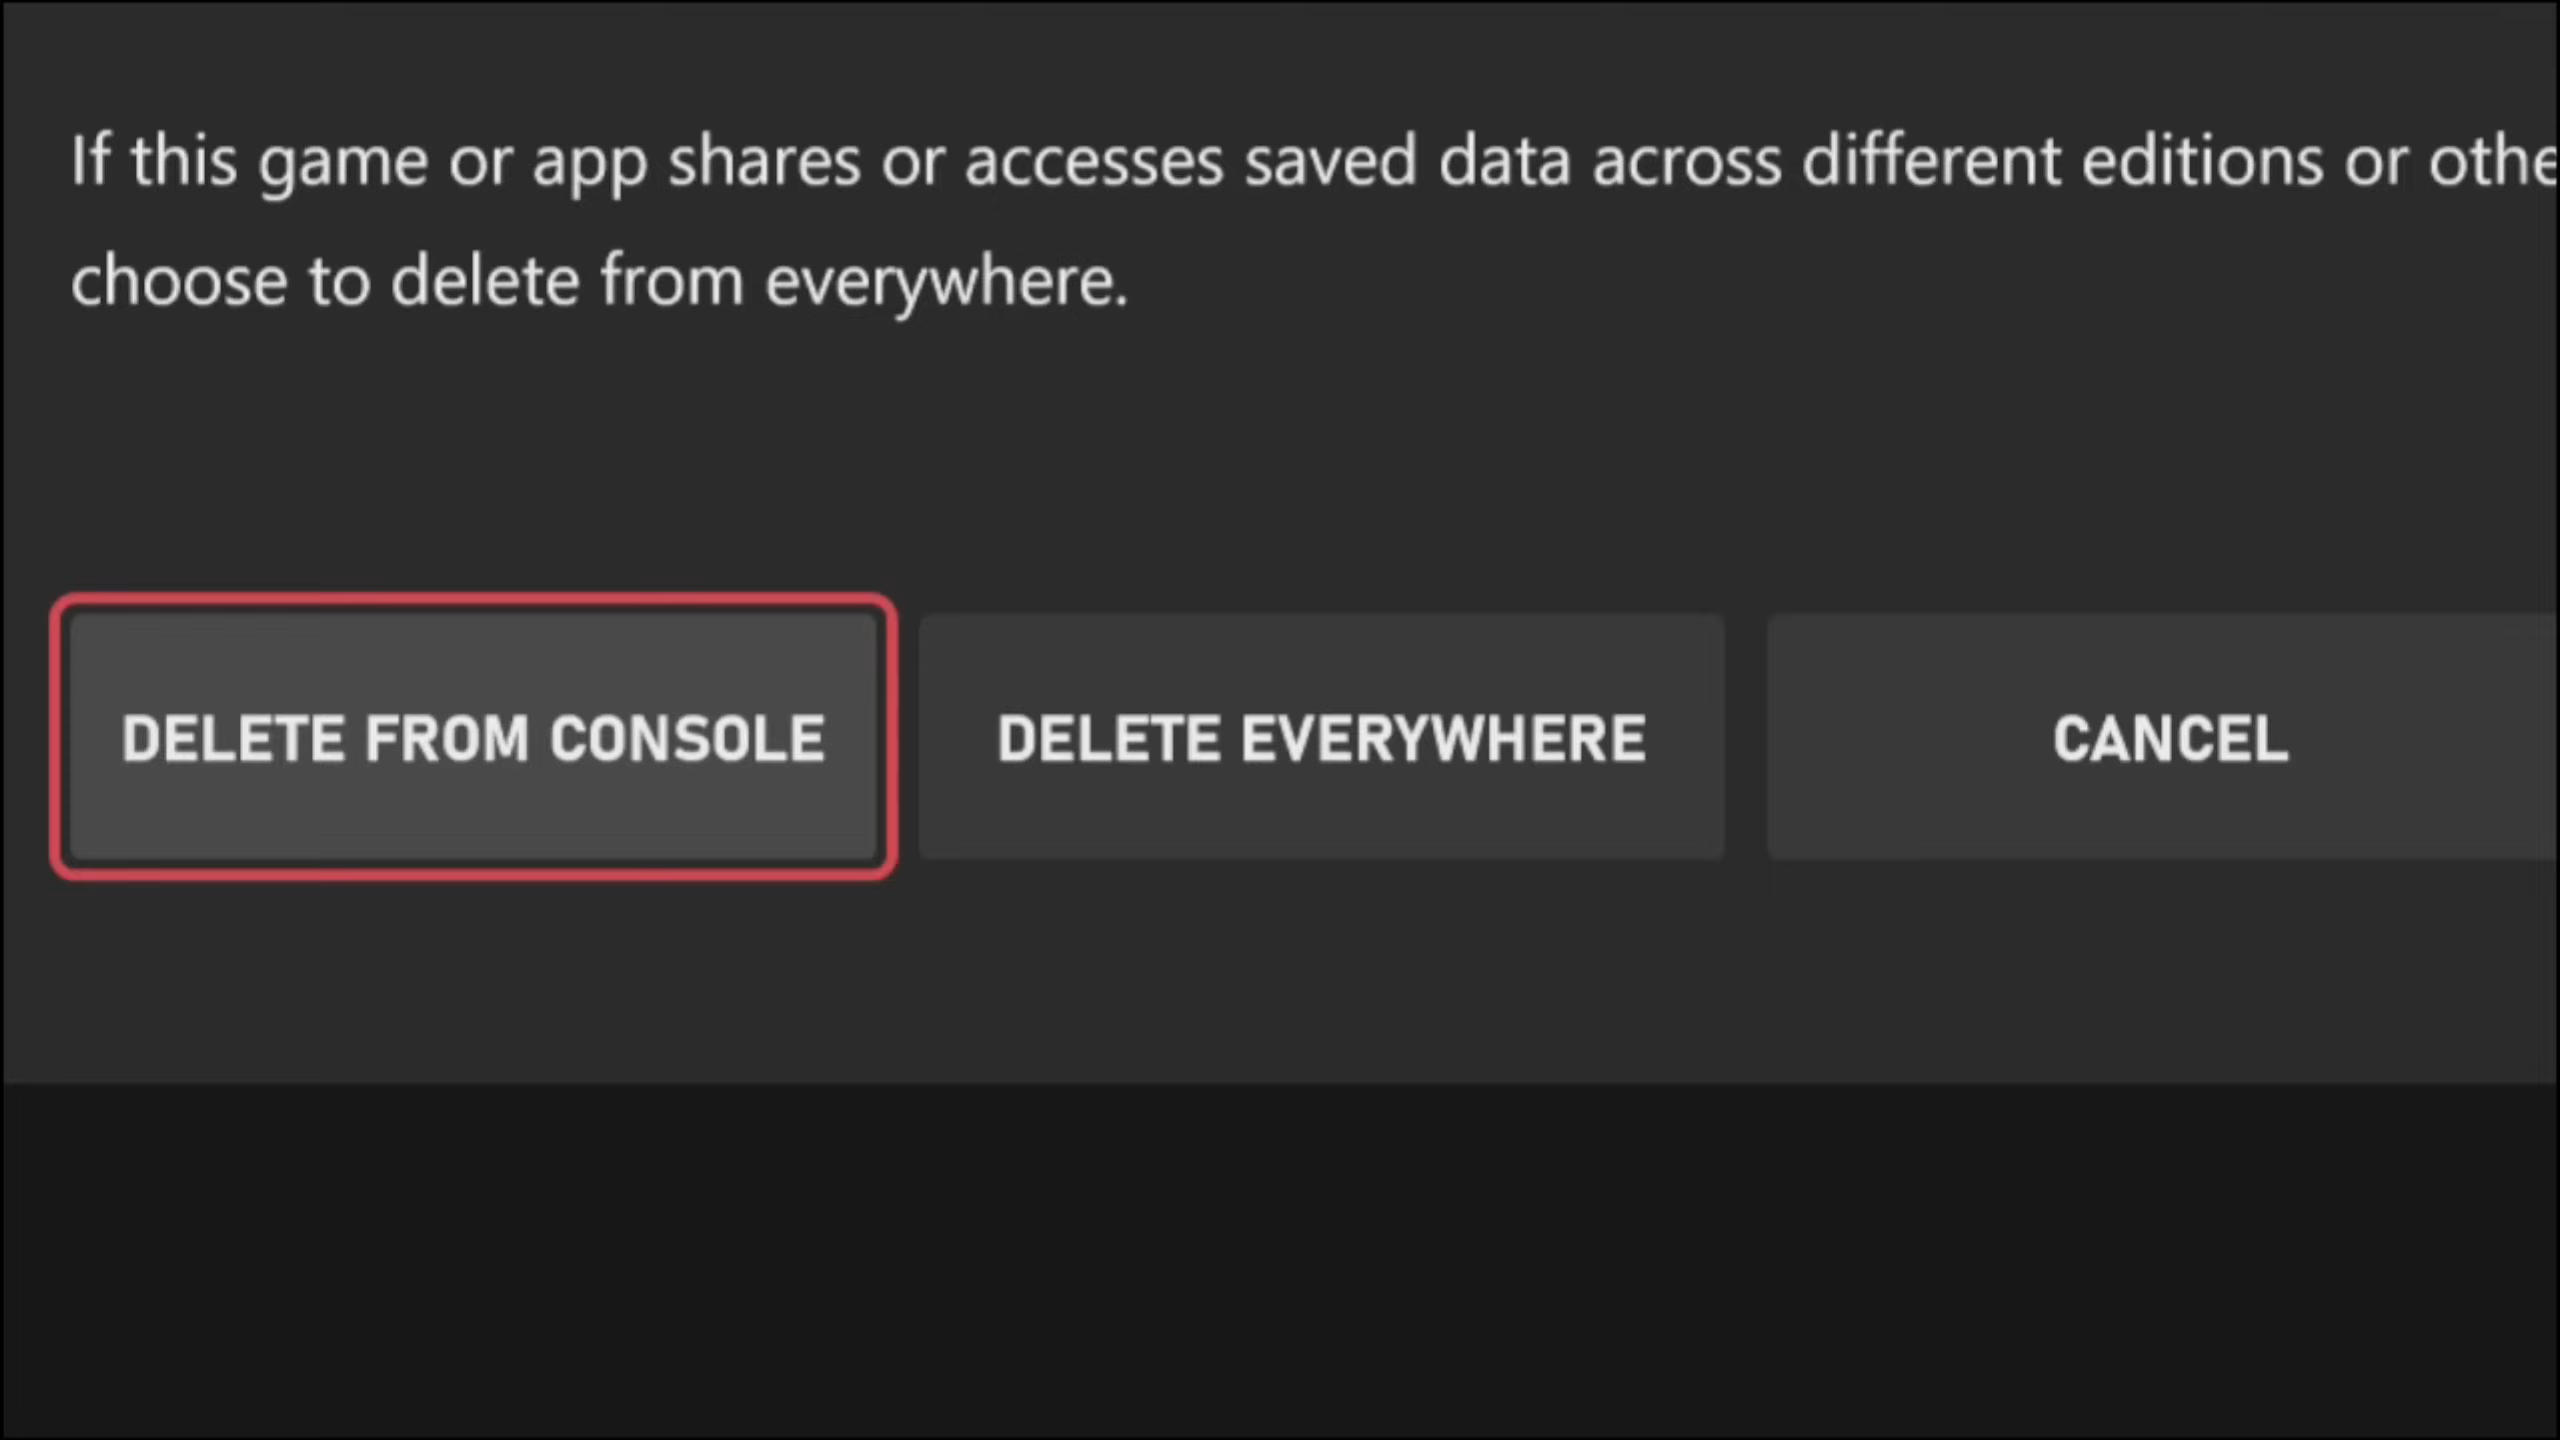 If this game or app shares or accesses saved data across different editions or othe
choose to delete from everywhere.
DELETE FROM CONSOLE
DELETE EVERYWHERE
CANCEL